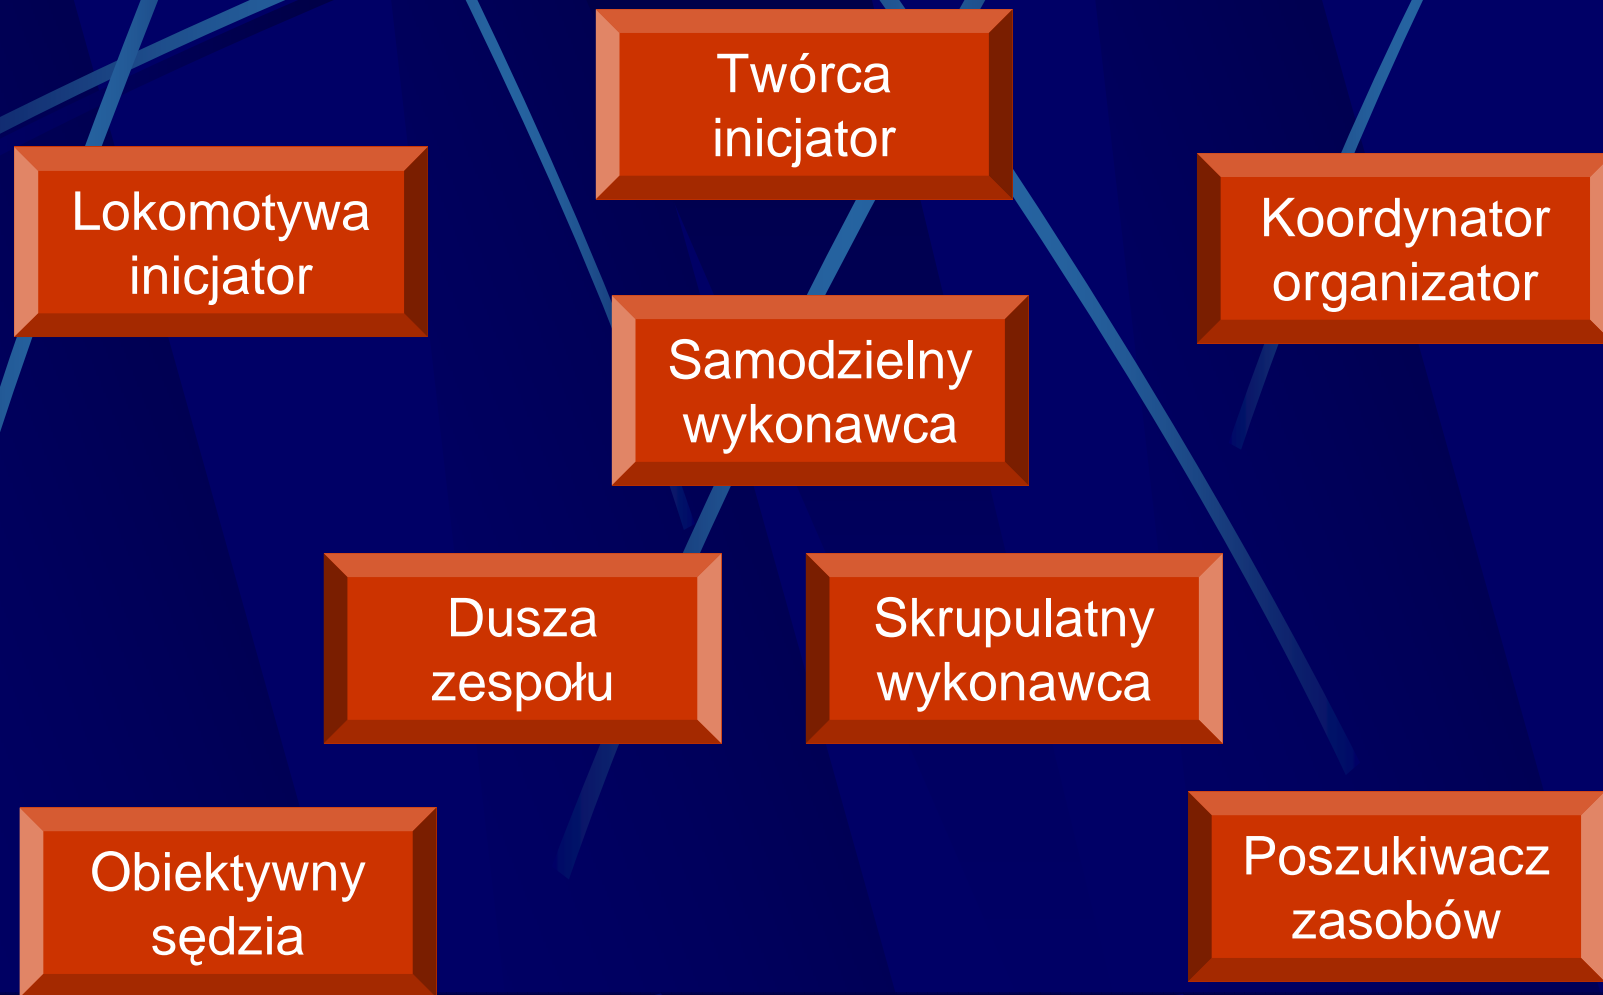 Twórca
inicjator
Lokomotywa
inicjator
Koordynator
organizator
Samodzielny
wykonawca
Dusza
zespołu
Skrupulatny
wykonawca
Obiektywny
sędzia
Poszukiwacz
zasobów